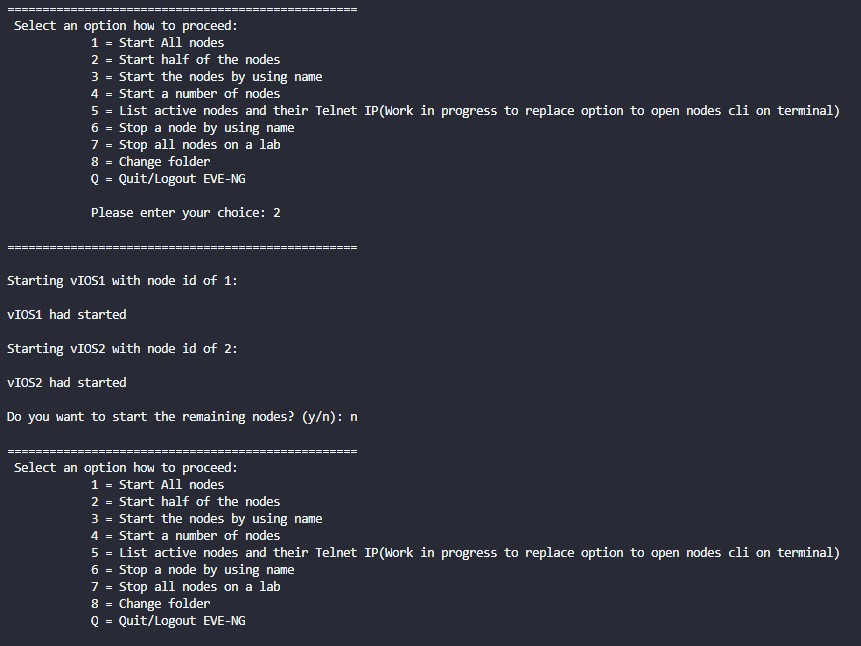 ==================================================
Select an option how to proceed:
1 = Start All nodes
2 = Start half of the nodes
3 = Start the nodes by using name
4 = Start a number of nodes
5 = List active nodes and their Telnet IP(Work in progress to replace option to open nodes cli on terminal)
6 = Stop a node by using name
7 = Stop all nodes on a lab
8 = Change folder
Q = Quit/Logout EVE-NG
Please enter your choice: 2
==================================================
Starting vIOS1 with node id of 1:
vIOS1 had started
Starting vIOS2 with node id of 2:
vIOS2 had started
Do you want to start the remaining nodes? (y/n): n
==================================================
Select an option how to proceed:
1 = Start All nodes
2 = Start half of the nodes
3 = Start the nodes by using name
4 = Start a number of nodes
5 = List active nodes and their Telnet IP(Work in progress to replace option to open nodes cli on terminal)
6 = Stop a node by using name
7 = Stop all nodes on a lab
8 = Change folder
Q = Quit/Logout EVE-NG